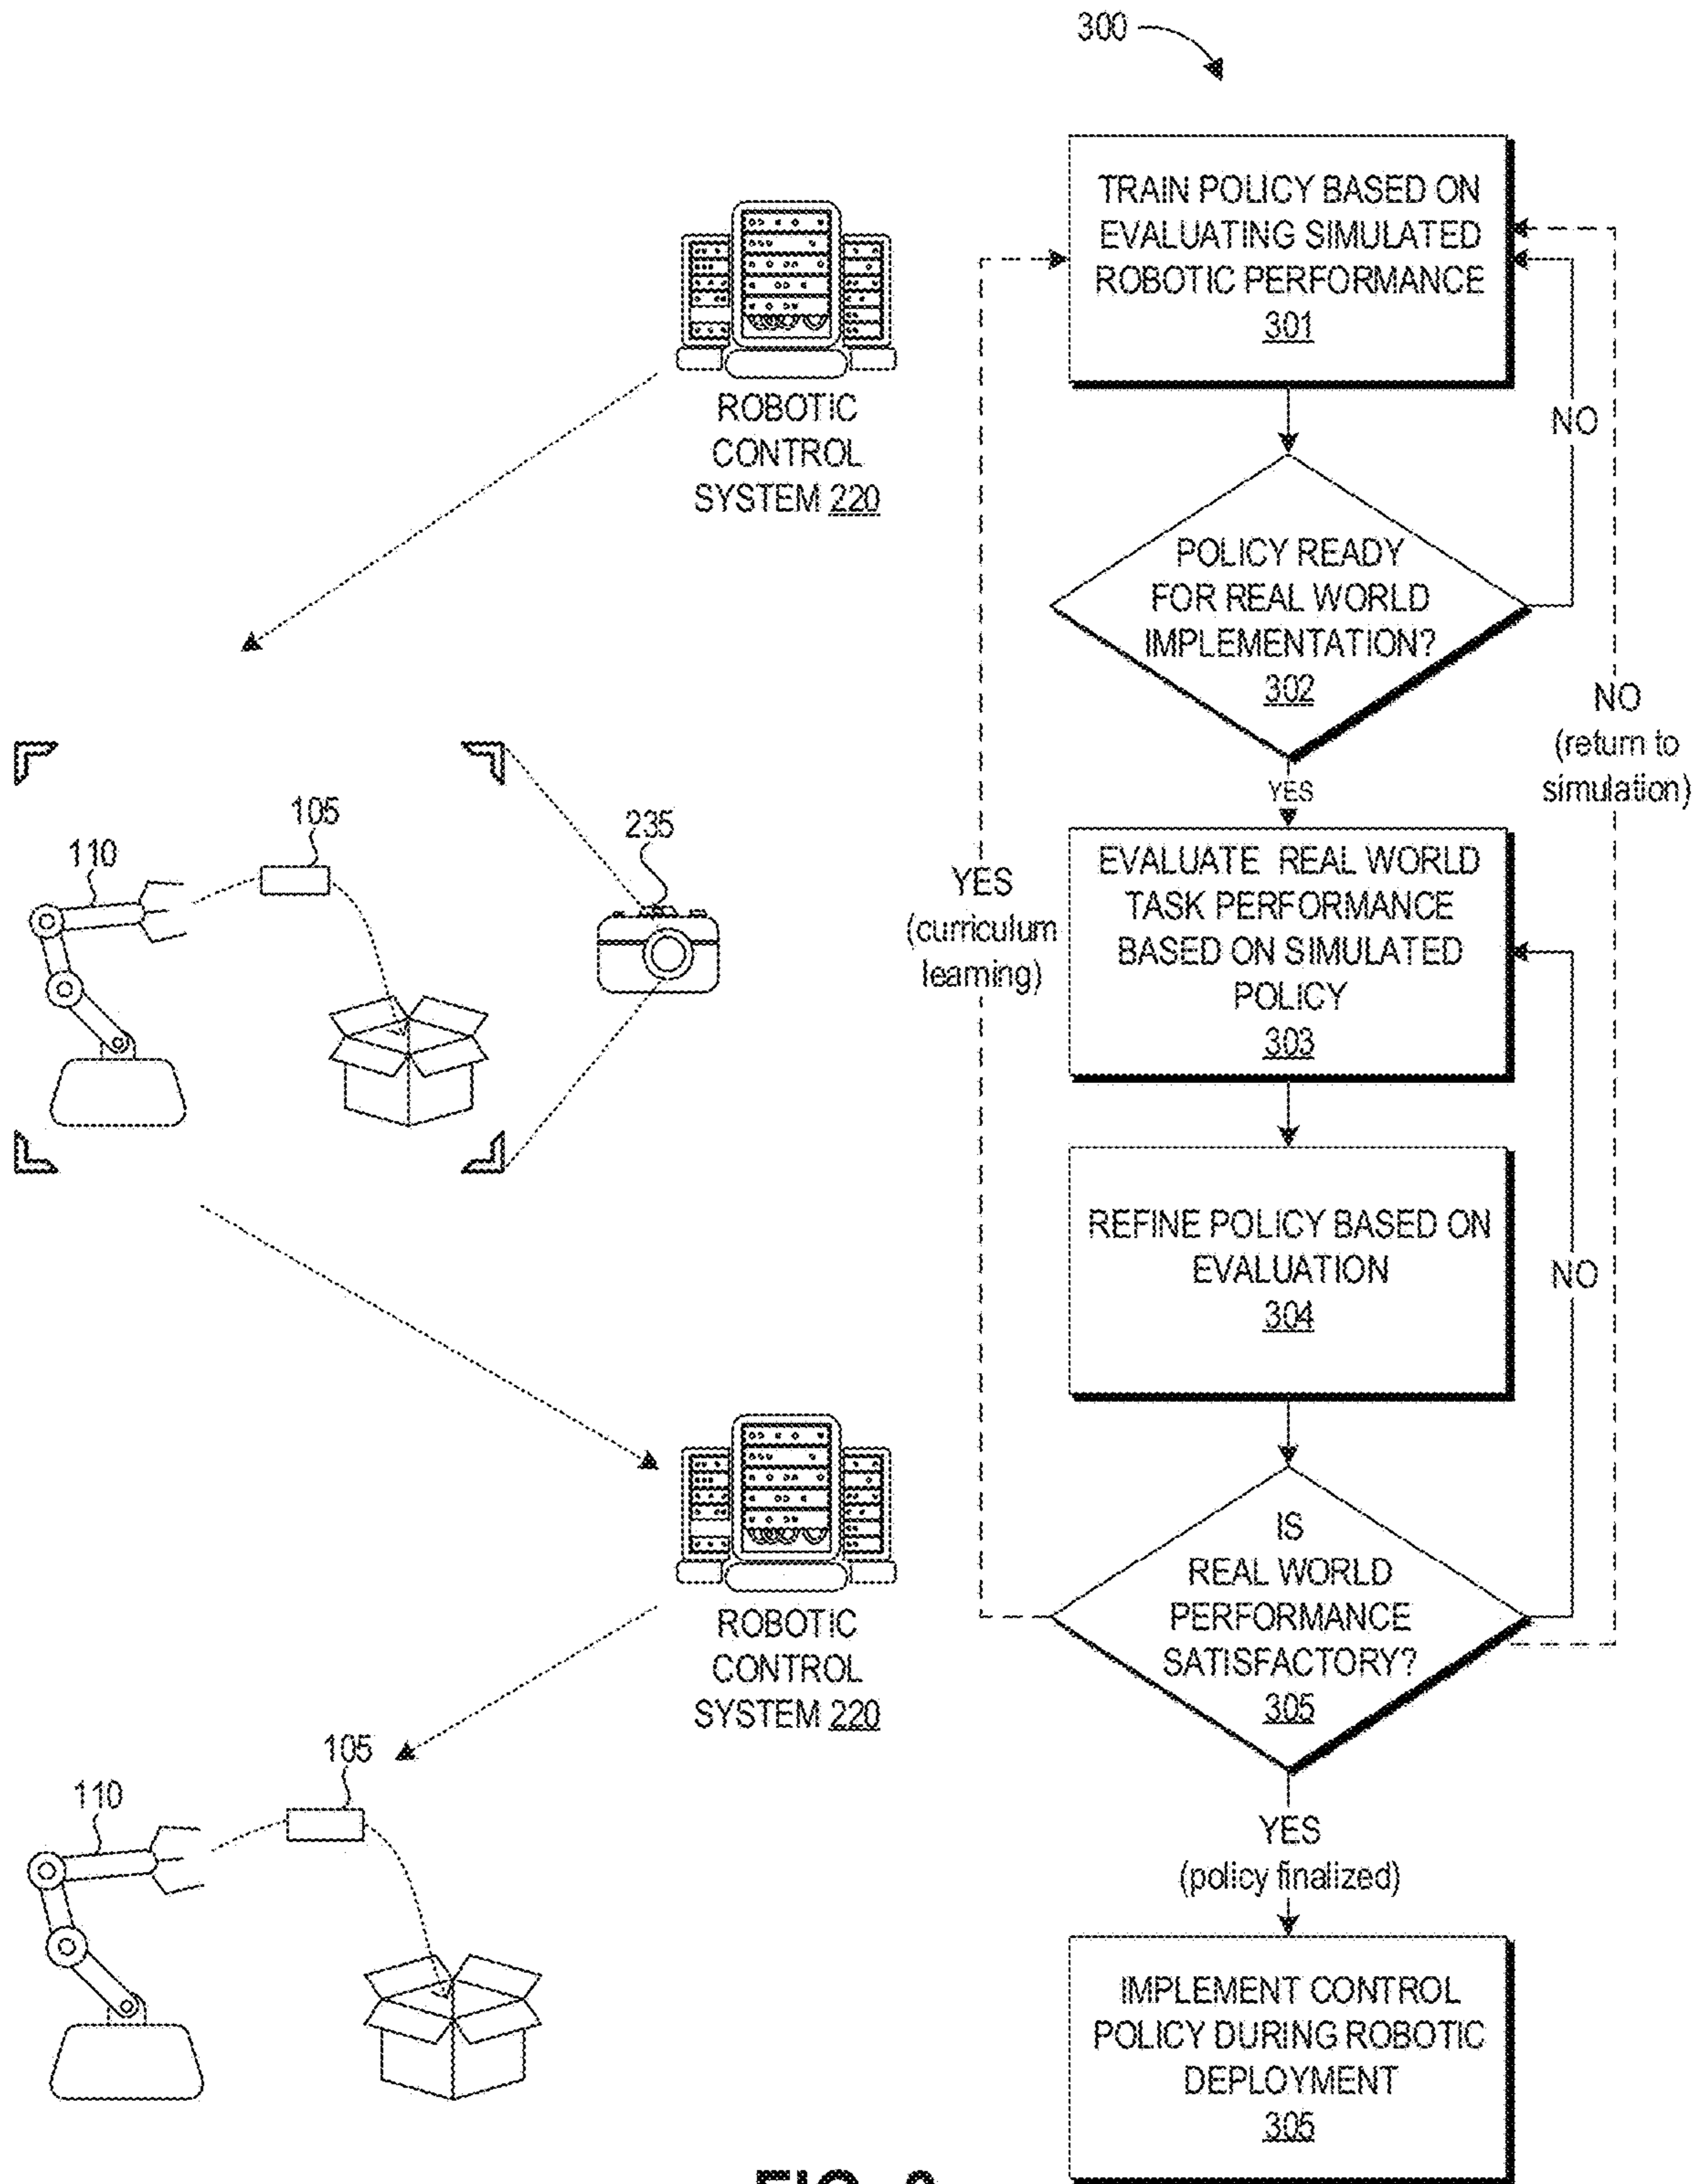 300
TRAIN POLICY BASED ON
EVALUATING SIMULATED
ROBOTIC PERFORMANCE
301
NO
ROBOTIC
CONTROL
SYSTEM 220
POLICY READY
FOR REAL WORLD
IMPLEMENTATION?
302
NO
(return to
simulation)
YES
105
110
235
YES
(curriculum
learning)
EVALUATE REAL WORLD
TASK PERFORMANCE
BASED ON SIMULATED
POLICY
303
REFINE POLICY BASED ON
EVALUATION
304
NO
ROBOTIC
CONTROL
SYSTEM 220
IS
REAL WORLD
PERFORMANCE
SATISFACTORY?
305
105
110
YES
(policy finalized)
IMPLEMENT CONTROL
POLICY DURING ROBOTIC
DEPLOYMENT
305